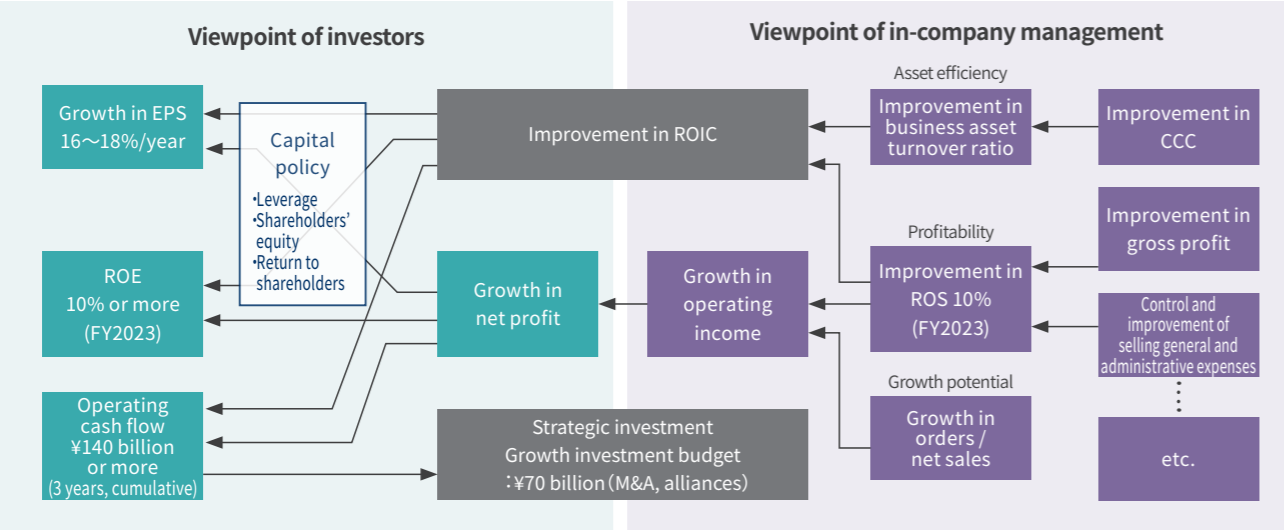 Viewpoint of investors
Growth in EPS
16～18%/year
Capital
policy
・Leverage
・Shareholders’
equity
・Return to
shareholders
ROE
10% or more
(FY2023)
Growth in
net profit
Operating
cash flow
¥140 billion
or more
(3 years, cumulative)
Viewpoint of in-company management
Improvement in ROIC
Asset efficiency
Improvement in
business asset
turnover ratio
Improvement in
CCC
Improvement in
gross profit
Profitability
Improvement in
ROS 10%
(FY2023)
Growth in
operating
income
Control and
improvement of
selling general and
administrative expenses
Growth potential
Growth in
orders /
net sales
etc.
Strategic investment
Growth investment budget
：¥70 billion (M&A, alliances)